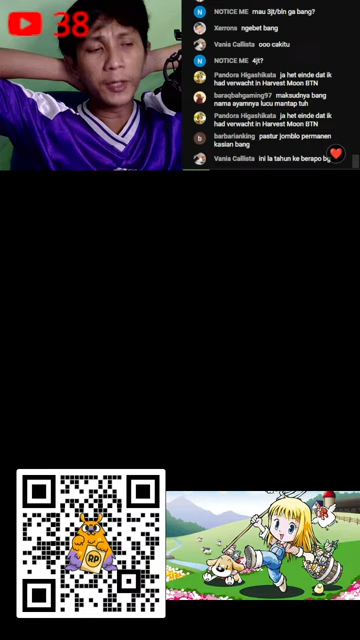 38
NOTICE ME mau 3jt/bln ga bang?
Xerrons ngebet bang
Vania Callista ooo cakitu
NOTICE ME 4jt?
Pandora Higashikata ja het einde dat ik
had verwacht in Harvest Moon BTN
baraqbahgaming97 maksudnya bang
nama ayamnya lucu mantap tuh
Pandora Higashikata ja het einde dat ik
had verwacht in Harvest Moon BTN
barbarianking pastur jomblo permanen
kasian bang
Vania Callista ini la tahun ke berapo bg
RP